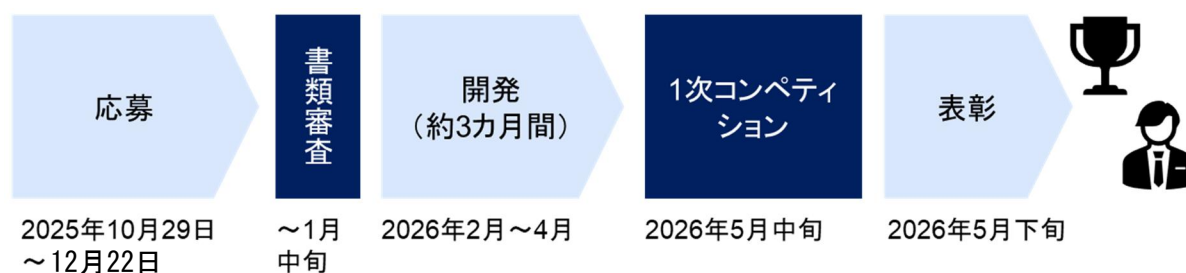 応募
書類審査
開発
（約3カ月間）
1次コンペティ
ション
表彰
2025年10月29日
～12月22日
～1月
中旬
2026年2月～4月
2026年5月中旬
2026年5月下旬